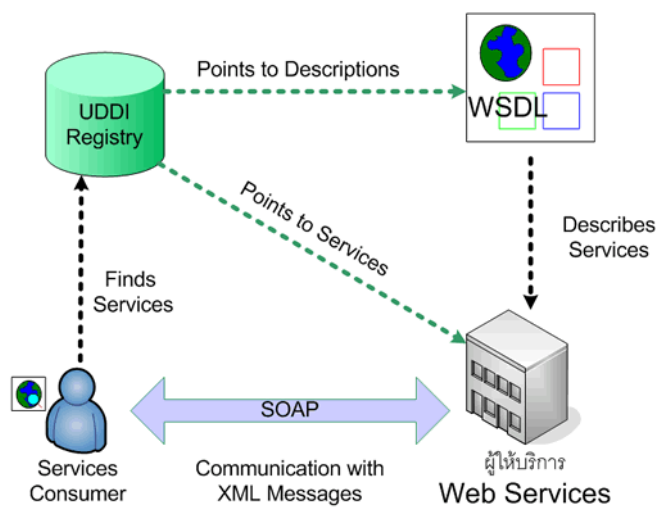 Points to Descriptions
UDDI
Registry
WSDL
Points to Services
Describes
Services
Finds
Services
SOAP
ผู้ให้บริการ
Services
Consumer
Communication with
XML Messages
Web Services